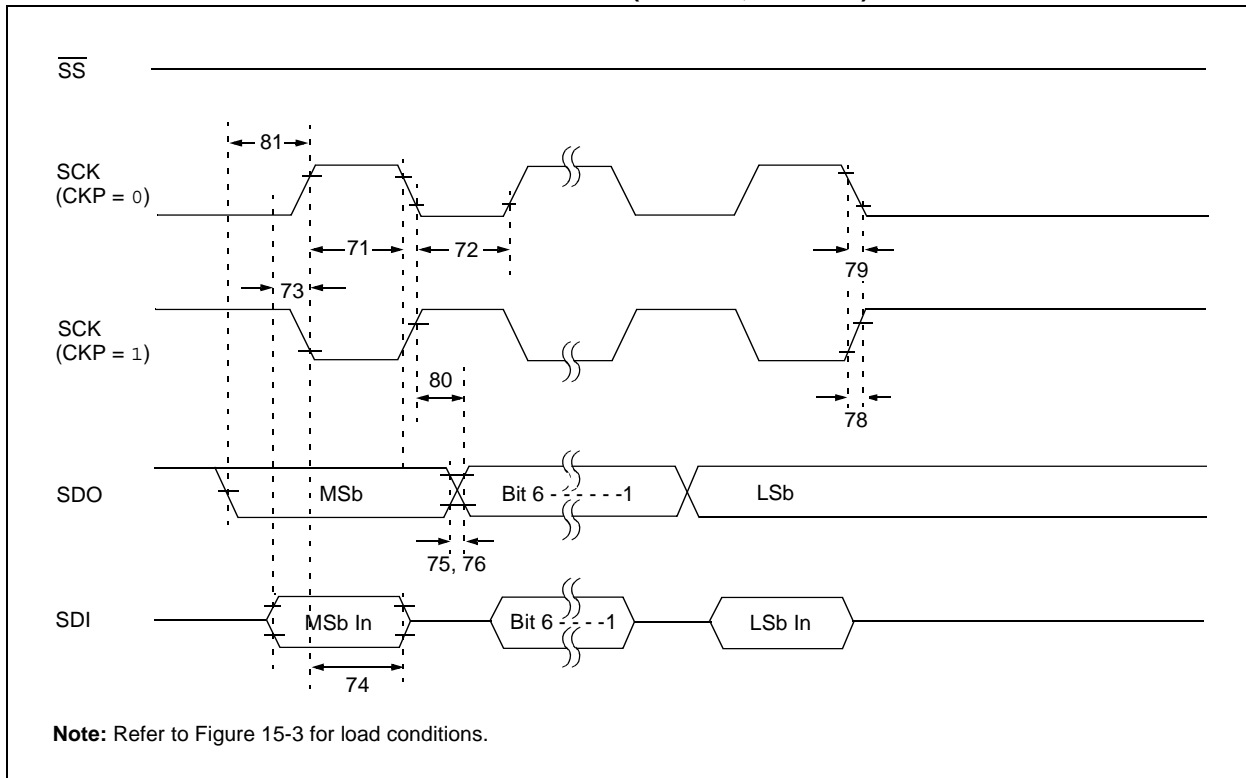 SS
81
SCK
(CKP = 0)
71
72
79
73
SCK
(CKP = 1)
80
78
SDO
MSb
Bit 6 - - - - - - -1
LSb
75, 76
SDI
MSb In
Bit 6 - - - - -1
LSb In
74
Note: Refer to Figure 15-3 for load conditions.